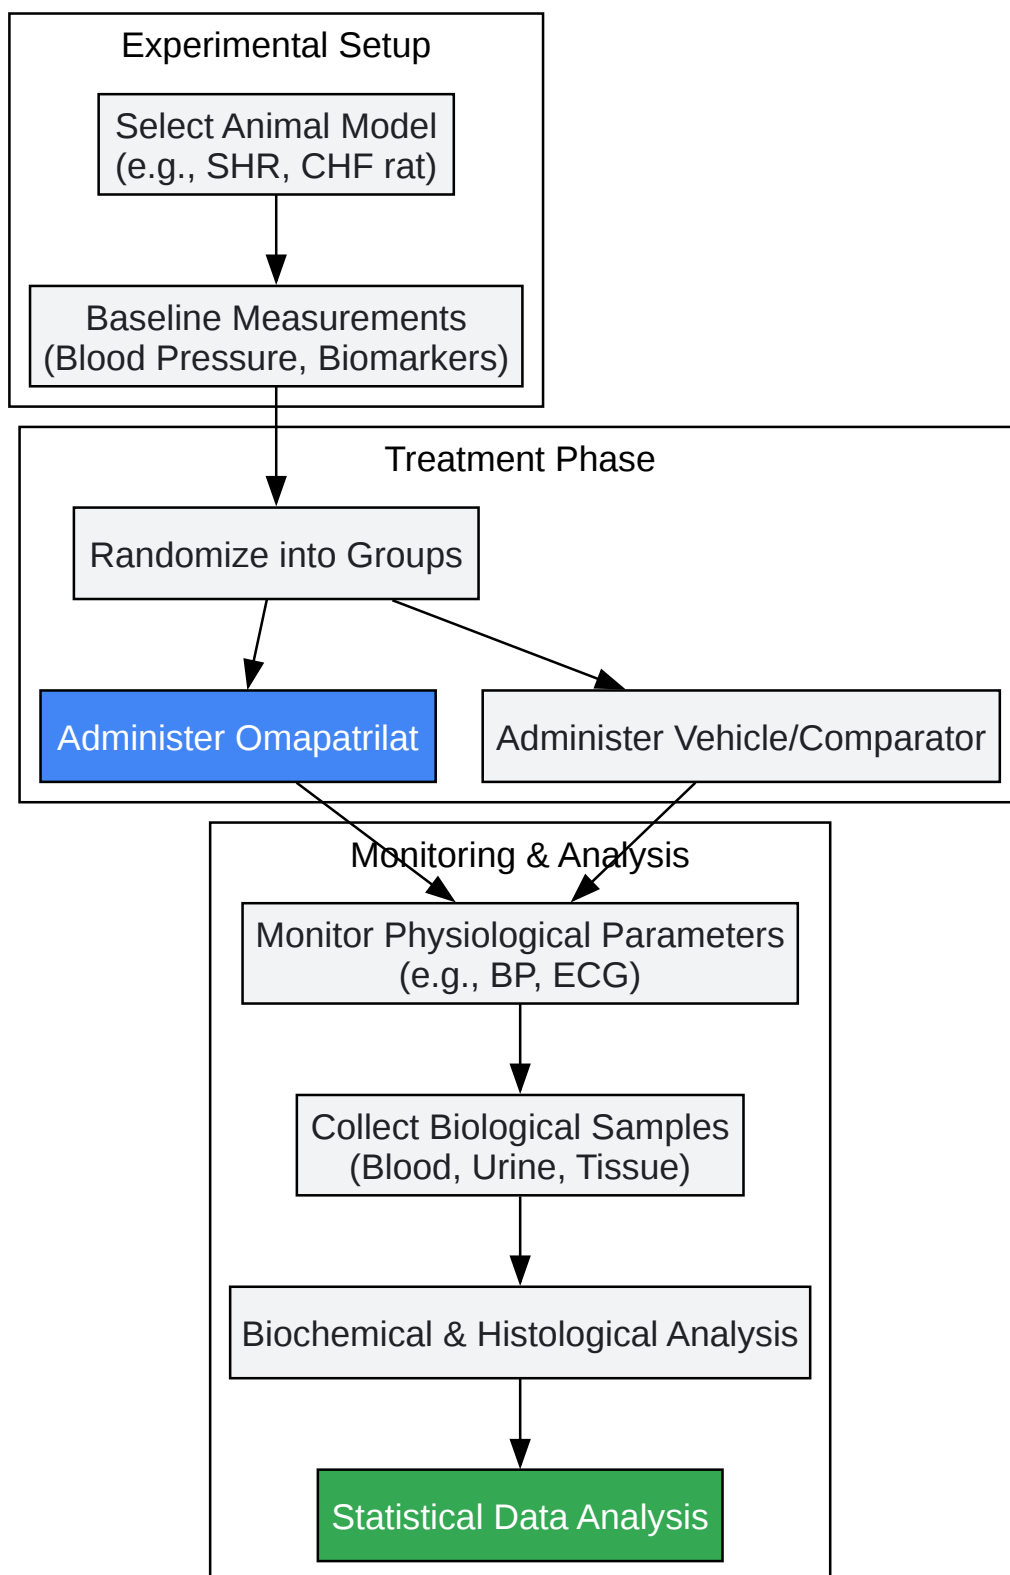 Experimental Setup
Select Animal Model
(e.g., SHR, CHF rat)
Baseline Measurements
(Blood Pressure, Biomarkers)
Treatment Phase
Randomize into Groups
Administer Omapatrilat
Administer Vehicle/Comparator
Monitoring & Analysis
Monitor Physiological Parameters
(e.g., BP, ECG)
Collect Biological Samples
(Blood, Urine, Tissue)
Biochemical & Histological Analysis
Statistical Data Analysis